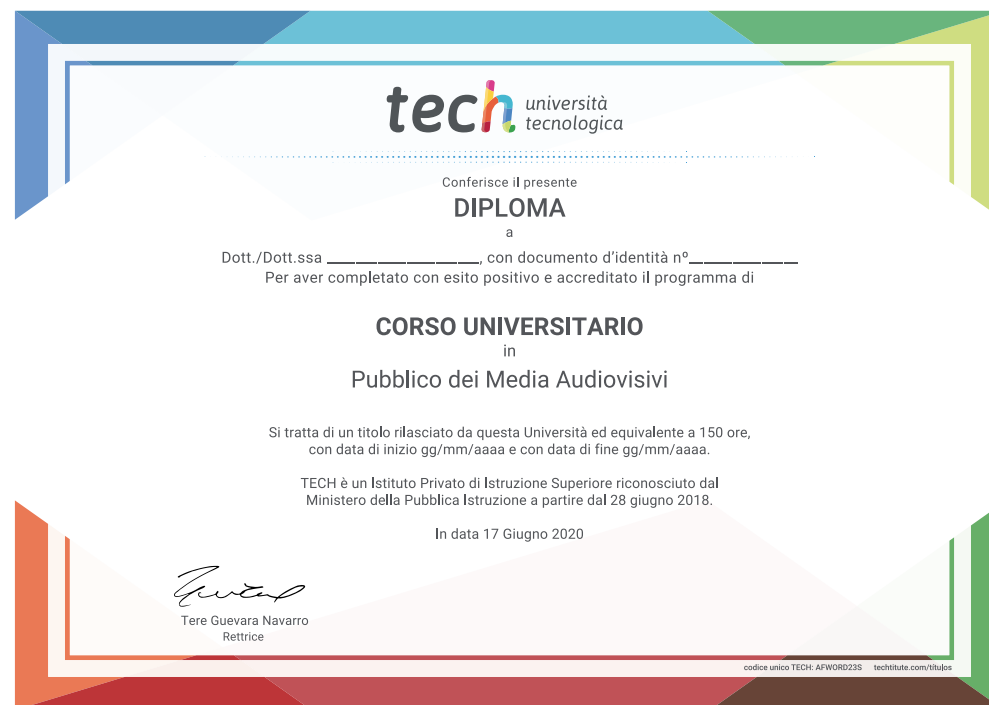 tech università
tecnologica
Conferisce il presente
DIPLOMA
a
Dott./Dott.ssa ____________________, con documento d'identità nº______________
Per aver completato con esito positivo e accreditato il programma di
CORSO UNIVERSITARIO
in
Pubblico dei Media Audiovisivi
Si tratta di un titolo rilasciato da questa Università ed equivalente a 150 ore,
con data di inizio gg/mm/aaaa e con data di fine gg/mm/aaaa.
TECH è un Istituto Privato di Istruzione Superiore riconosciuto dal
Ministero della Pubblica Istruzione a partire dal 28 giugno 2018.
In data 17 Giugno 2020
Tere Guevara Navarro
Rettrice
codice unico TECH: AFWORD23S techtitute.com/títulos